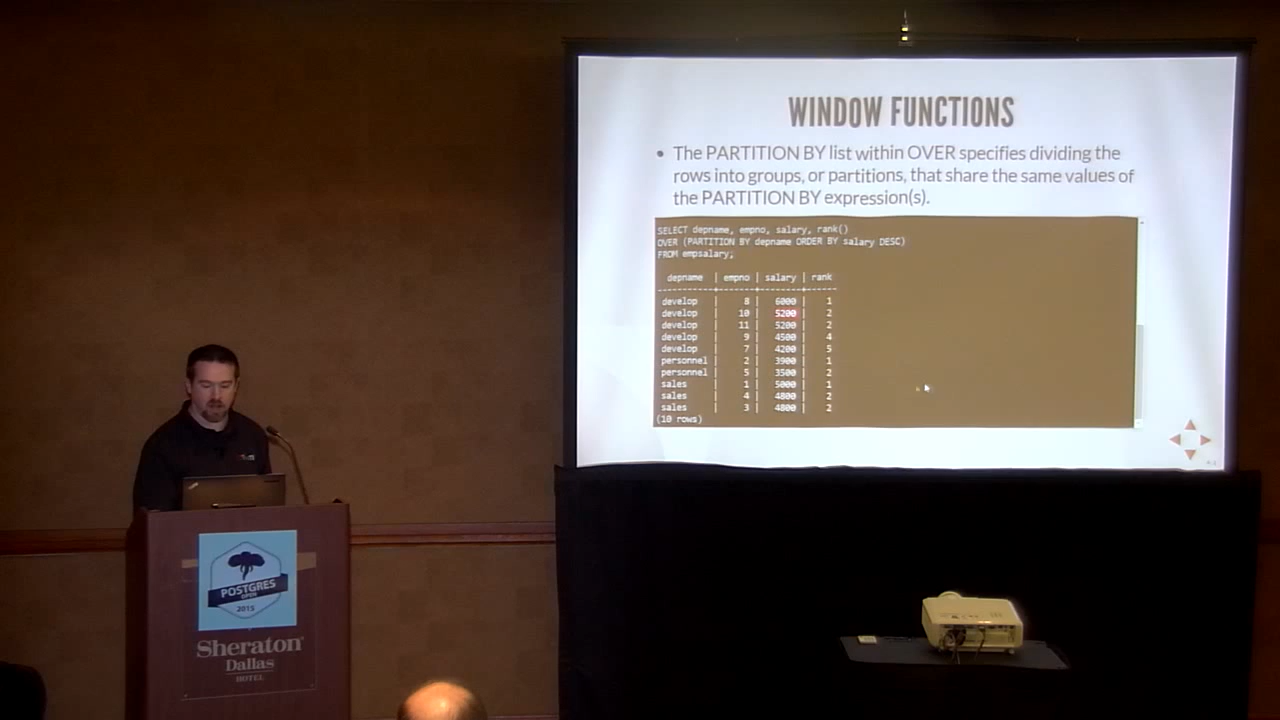 WINDOW FUNCTIONS
• The PARTITION BY list within OVER specifies dividing the
rows into groups, or partitions, that share the same values of
the PARTITION BY expression(s).
SELECT depname, empno, salary, rank()
OVER (PARTITION BY depname ORDER BY salary DESC)
FROM empsalary;
depname | empno | salary | rank
-----------+-------+--------+------
develop | 8 | 6000 | 1
develop | 10 | 5200 | 2
develop | 11 | 5200 | 2
develop | 9 | 4500 | 4
develop | 7 | 4200 | 5
personnel | 2 | 3900 | 1
personnel | 5 | 3500 | 2
sales | 1 | 5000 | 1
sales | 4 | 4800 | 2
sales | 3 | 4800 | 2
(10 rows)
POSTGRES
OPEN
2015
Sheraton
Dallas
HOTEL